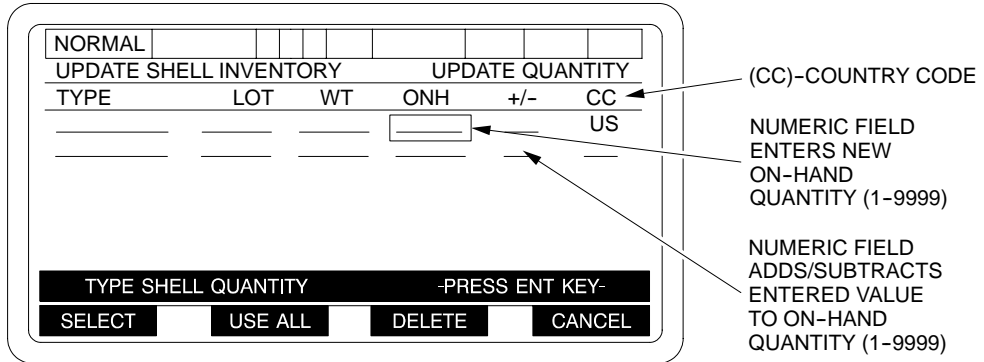 NORMAL
UPDATE SHELL INVENTORY UPDATE QUANTITY
TYPE LOT WT ONH +/- CC
US
TYPE SHELL QUANTITY -PRESS ENT KEY-
SELECT USE ALL DELETE CANCEL
(CC)-COUNTRY CODE
NUMERIC FIELD
ENTERS NEW
ON-HAND
QUANTITY (1-9999)
NUMERIC FIELD
ADDS/SUBTRACTS
ENTERED VALUE
TO ON-HAND
QUANTITY (1-9999)